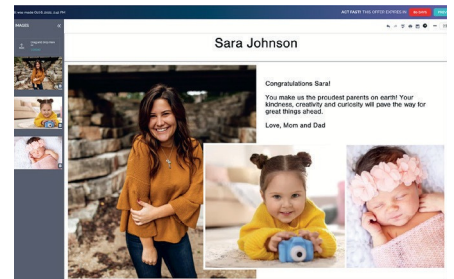 ACT FAST! THIS OFFER EXPIRES IN
IMAGES
Sara Johnson
Congratulations Sara!
You make us the proudest parents on earth! Your
kindness, creativity and curiosity will pave the way for
great things ahead.
Love, Mom and Dad